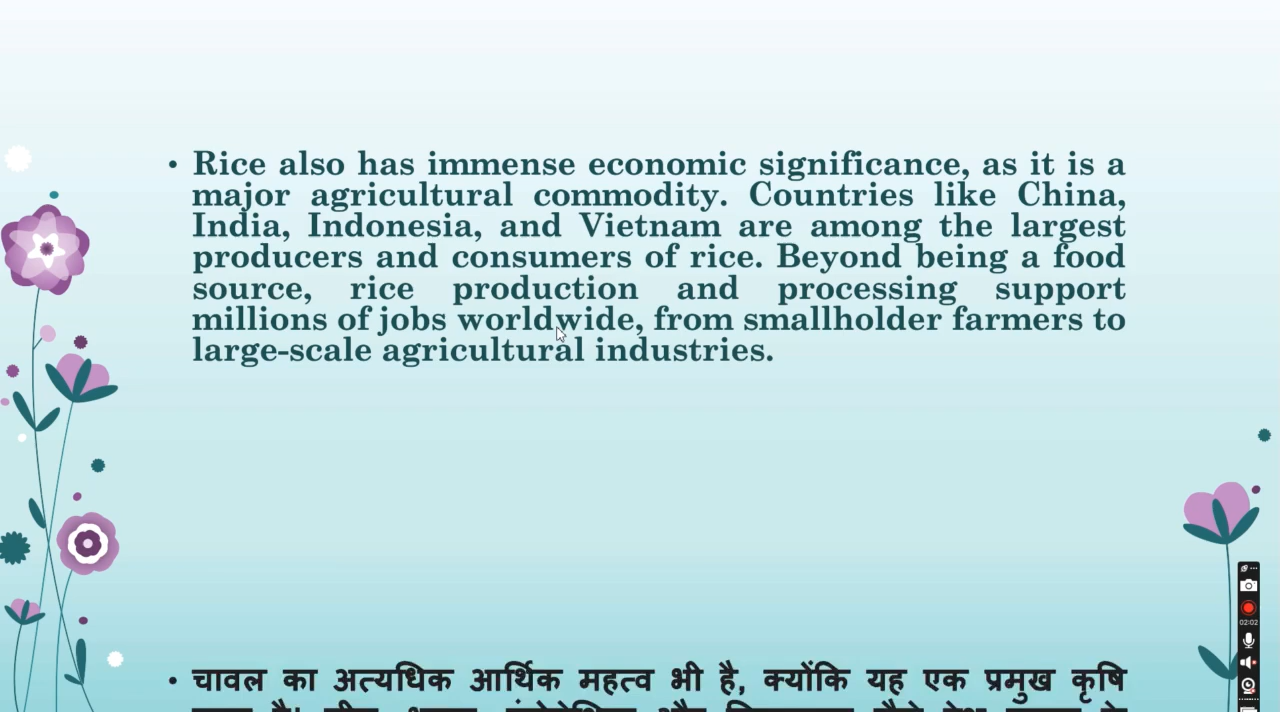 • Rice also has immense economic significance, as it is a
major agricultural commodity. Countries like China,
India, Indonesia, and Vietnam are among the largest
producers and consumers of rice. Beyond being a food
source, rice production and processing support
millions of jobs worldwide, from smallholder farmers to
large-scale agricultural industries.
02:02
• चावल का अत्यधिक आर्थिक महत्व भी है, क्योंकि यह एक प्रमुख कृषि